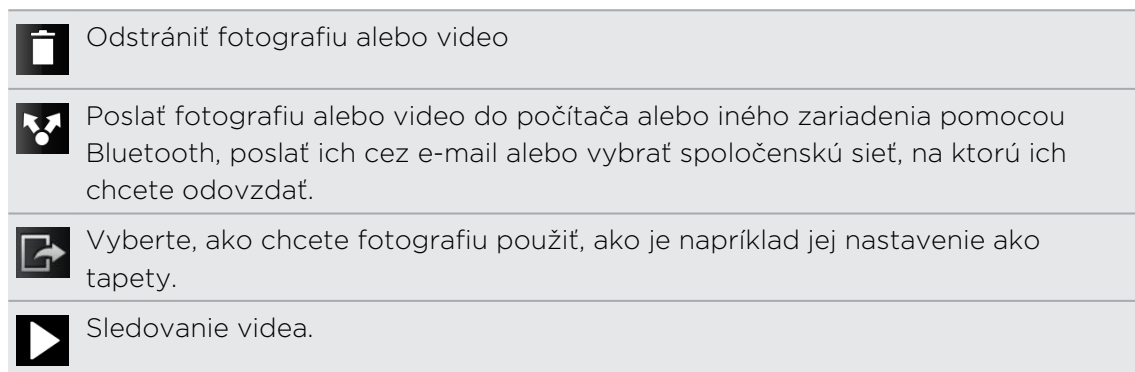 Odstrániť fotografiu alebo video
Poslať fotografiu alebo video do počítača alebo iného zariadenia pomocou
Bluetooth, poslať ich cez e-mail alebo vybrať spoločenskú sieť, na ktorú ich
chcete odovzdať.
Vyberte, ako chcete fotografiu použiť, ako je napríklad jej nastavenie ako
tapety.
Sledovanie videa.